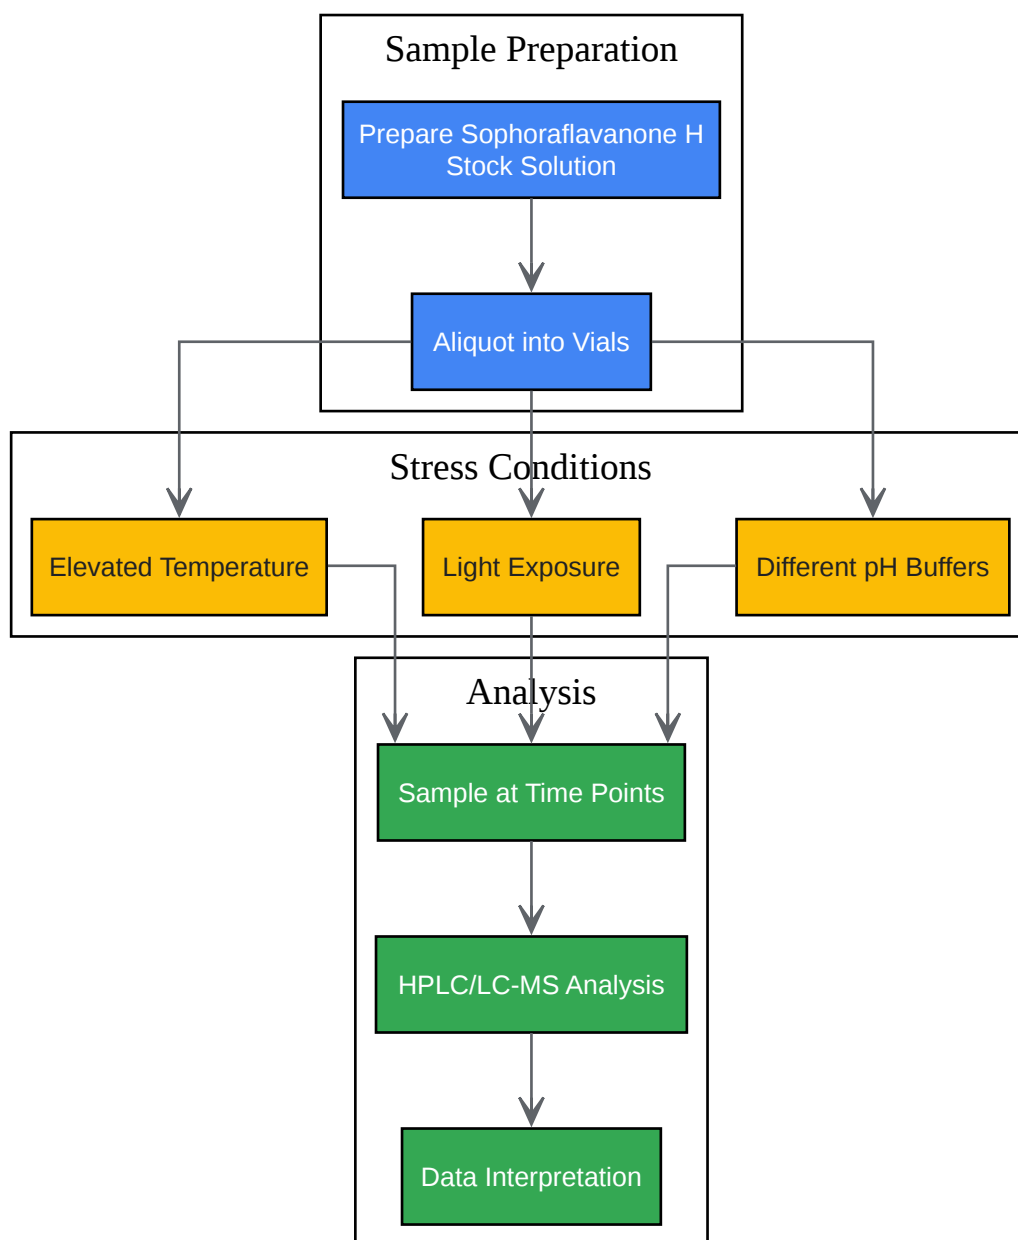 Sample Preparation
Prepare Sophoraflavanone H
Stock Solution
Aliquot into Vials
Stress Conditions
Elevated Temperature
Light Exposure
Different pH Buffers
Analysis
Sample at Time Points
HPLC/LC-MS Analysis
Data Interpretation